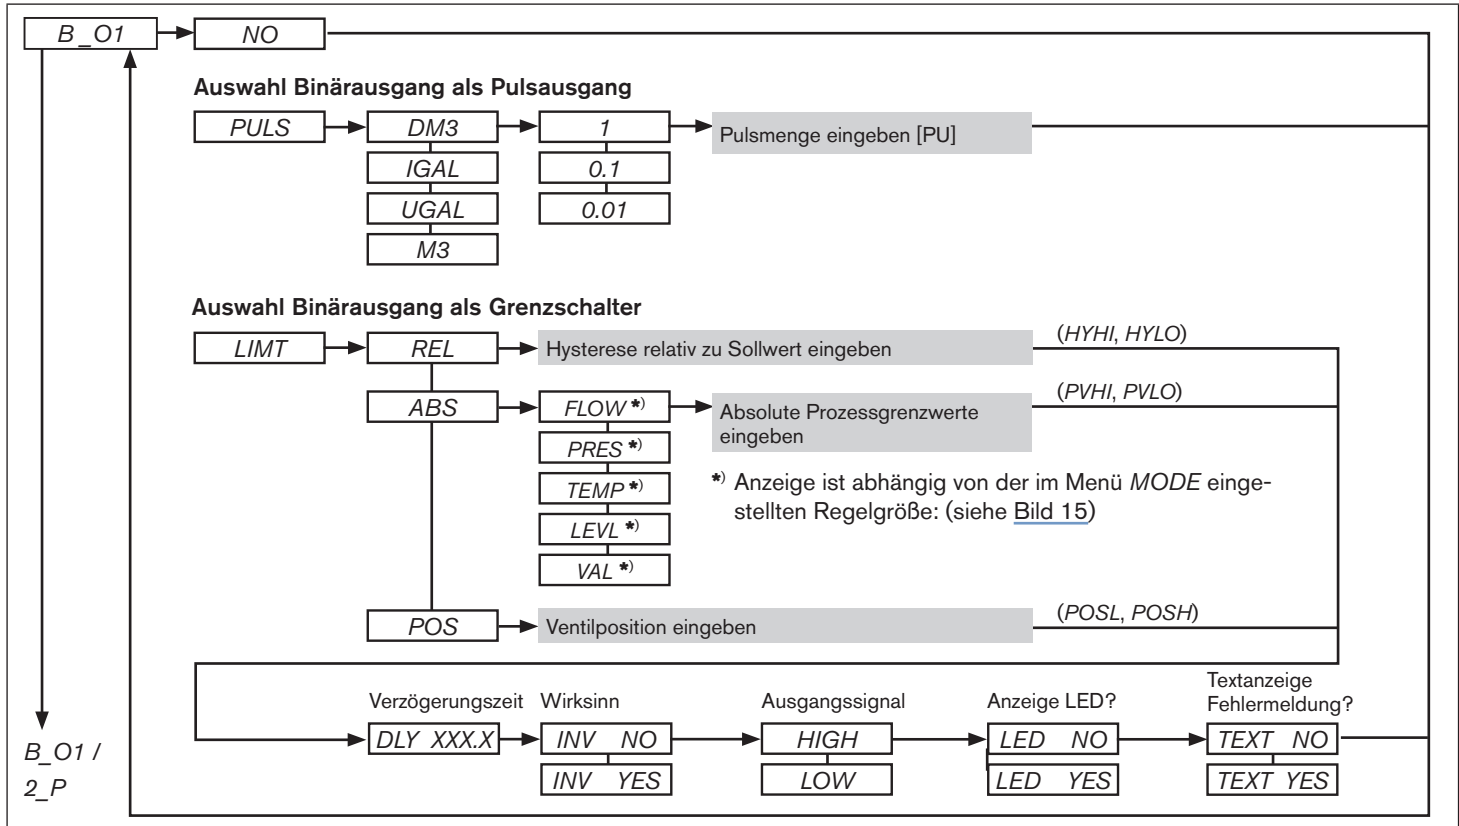 B_O1 NO
Auswahl Binärausgang als Pulsausgang
PULS DM3 1 Pulsmenge eingeben [PU]
IGAL 0.1
UGAL 0.01
M3
Auswahl Binärausgang als Grenzschalter
LIMT REL Hysterese relativ zu Sollwert eingeben (HYHI, HYLO)
ABS FLOW *) Absolute Prozessgrenzwerte (PVHI, PVLO)
eingeben
PRES *)
TEMP *) *) Anzeige ist abhängig von der im Menü MODE einge-
LEVL *) stellten Regelgröße: (siehe Bild 15)
VAL *)
POS Ventilposition eingeben (POSL, POSH)
Verzögerungszeit Wirksinn Ausgangssignal Anzeige LED? Textanzeige
Fehlermeldung?
DLY XXX.X INV NO HIGH LED NO TEXT NO
INV YES LOW LED YES TEXT YES
B_O1 /
2_P